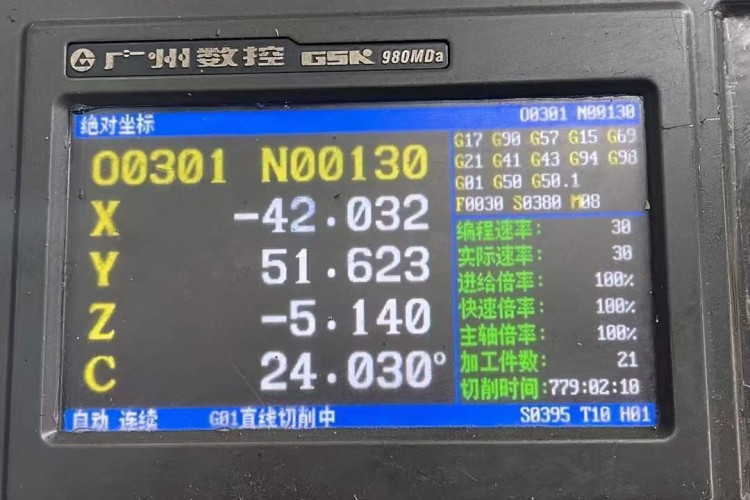 广州数控 GSK 980MDa
绝对坐标 O0301 N00130
O0301 N00130
X -42.032
Y 51.623
Z -5.140
C 24.030°
G17 G90 G57 G15 G69
G21 G41 G43 G94 G98
G01 G50 G50.1
F0030 S0380 M08
编程速率: 30
实际速率: 30
进给倍率: 100%
快速倍率: 100%
主轴倍率: 100%
加工件数: 21
切削时间:779:02:10
自动 连续 G01直线切削中 S0395 T10 H01